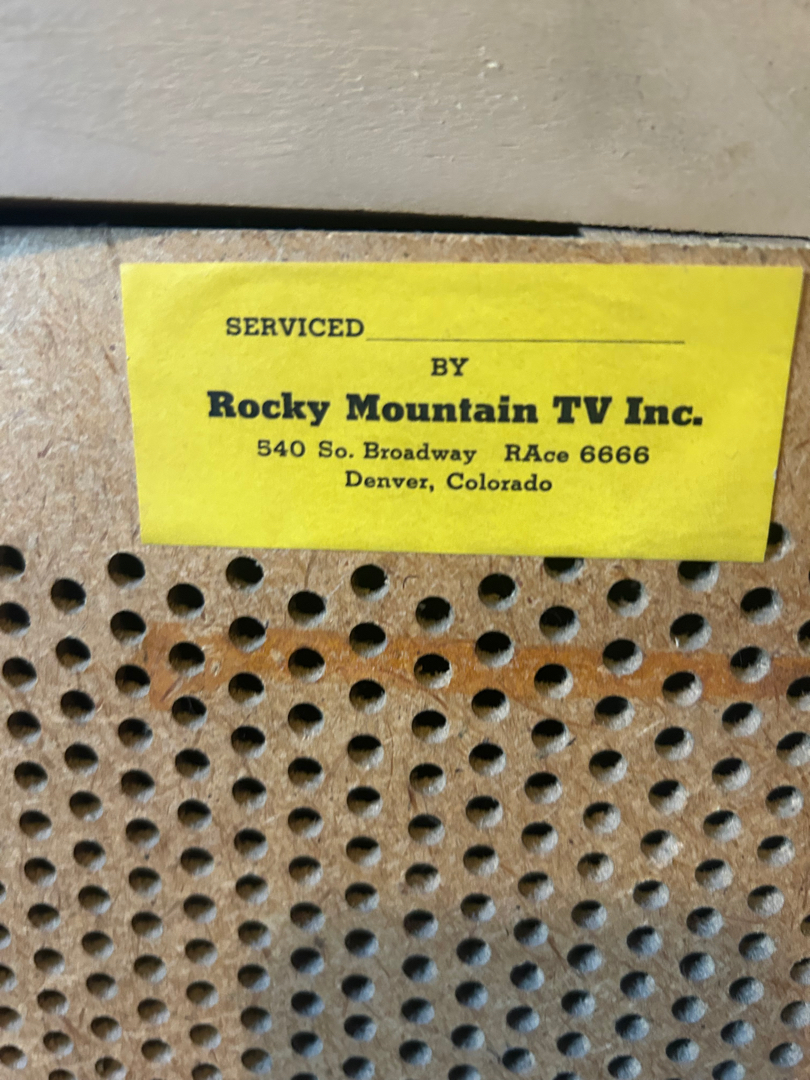 SERVICED
BY
Rocky Mountain TV Inc.
540 So. Broadway RAce 6666
Denver, Colorado